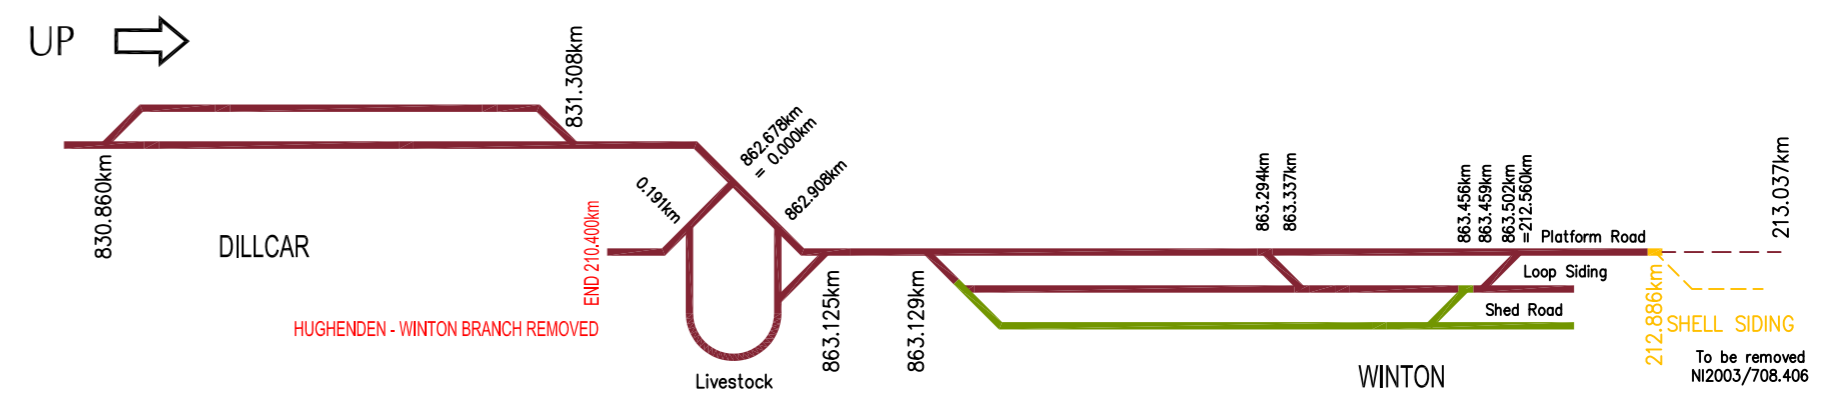 UP
830.860km
DILLCAR
831.308km
862.678km
= 0.000km
0.191km
862.908km
END 210.400km
HUGHENDEN - WINTON BRANCH REMOVED
Livestock
863.125km
863.129km
863.294km
863.337km
863.456km
863.459km
863.502km
=212.560km
Platform Road
Loop Siding
Shed Road
WINTON
212.886km
213.037km
SHELL SIDING
To be removed
NI2003/708.406